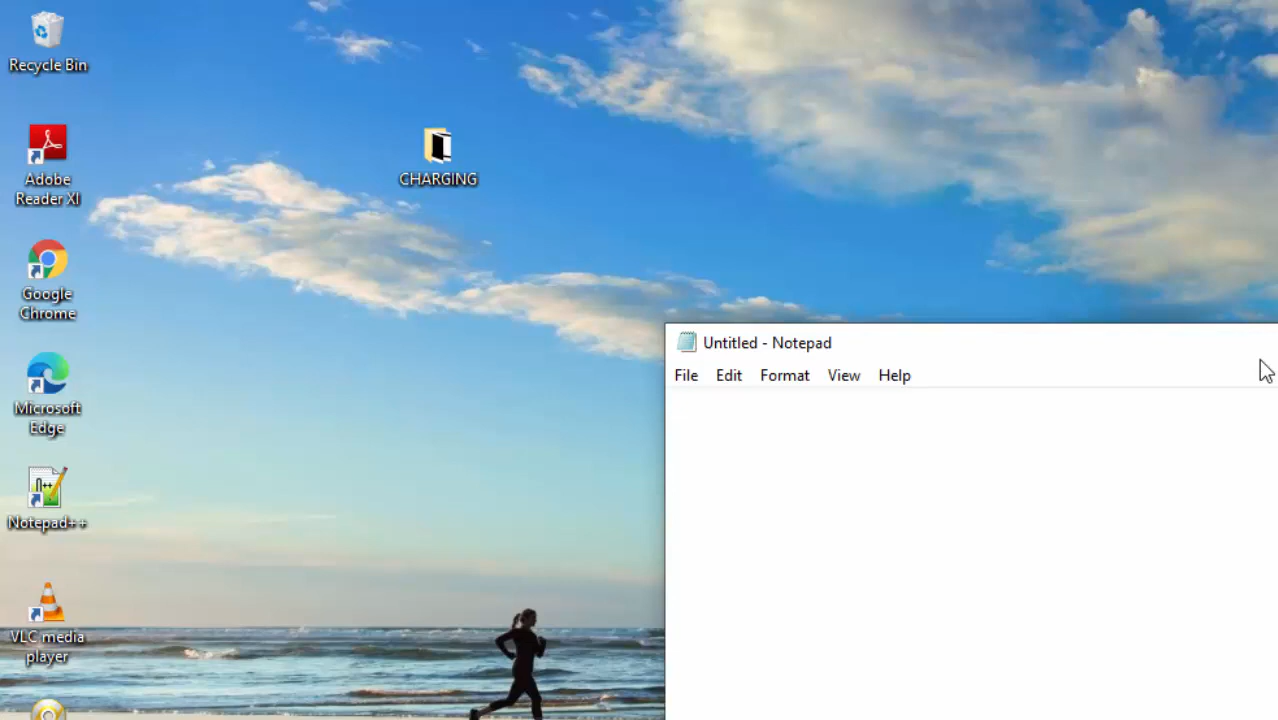 Recycle Bin
Adobe
Reader XI
Google
Chrome
Microsoft
Edge
Notepad++
VLC media
player
CHARGING
Untitled - Notepad
File Edit Format View Help